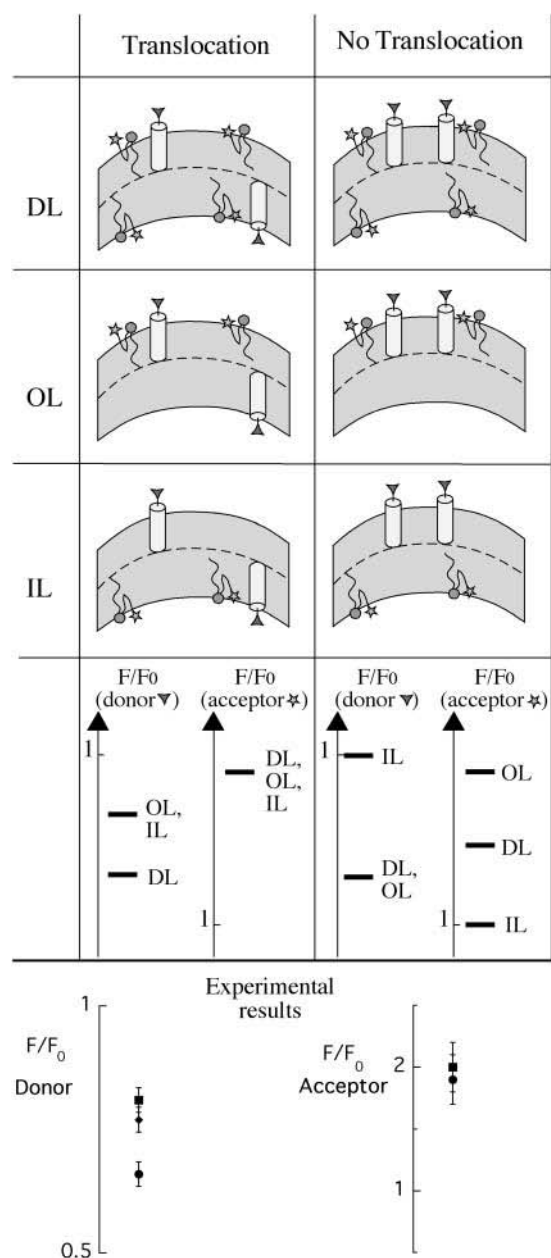 Translocation
No Translocation
DL
OL
IL
F/F0
(donor▼)
F/F0
(acceptor☆)
F/F0
(donor▼)
F/F0
(acceptor☆)
1
OL,
IL
DL
DL,
OL,
IL
1
1
IL
DL,
OL
OL
DL
1
IL
Experimental
results
1
F/F0
Donor
0.5
F/F0
Acceptor
2
1